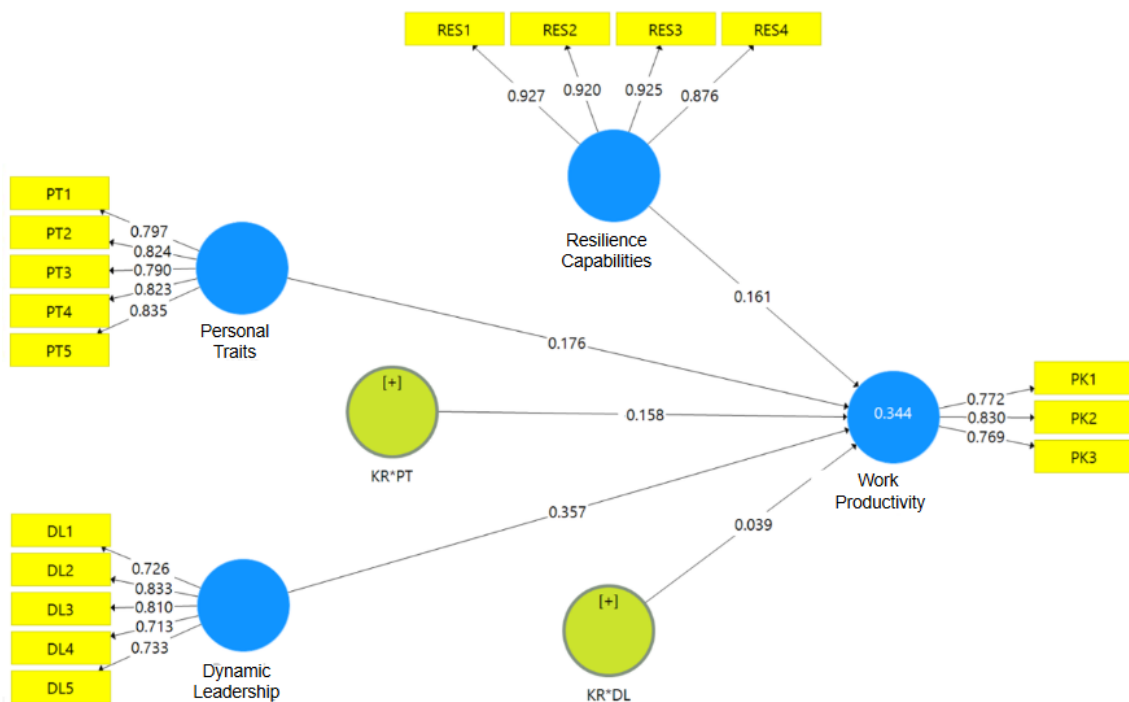 RES1 RES2 RES3 RES4
0.927 0.920 0.925 0.876
Resilience
Capabilities
0.161
PT1
PT2
PT3
PT4
PT5
0.797
0.824
0.790
0.823
0.835
Personal
Traits
0.176
[+]
KR*PT
0.158
0.344
Work
Productivity
0.772
0.830
0.769
PK1
PK2
PK3
DL1
DL2
DL3
DL4
DL5
0.726
0.833
0.810
0.713
0.733
Dynamic
Leadership
0.357
[+]
KR*DL
0.039